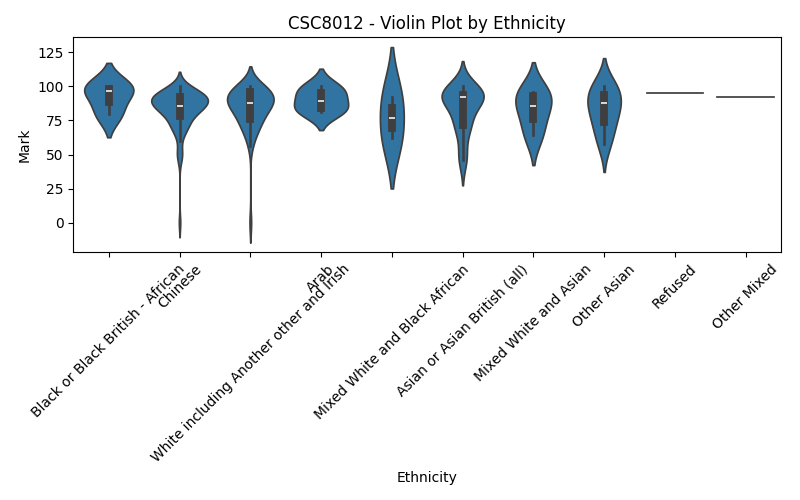 CSC8012 - Violin Plot by Ethnicity
125
100
75
50
25
0
Mark
Black or Black British - African
Chinese
White including Another other and Irish
Arab
Mixed White and Black African
Asian or Asian British (all)
Mixed White and Asian
Other Asian
Refused
Other Mixed
Ethnicity